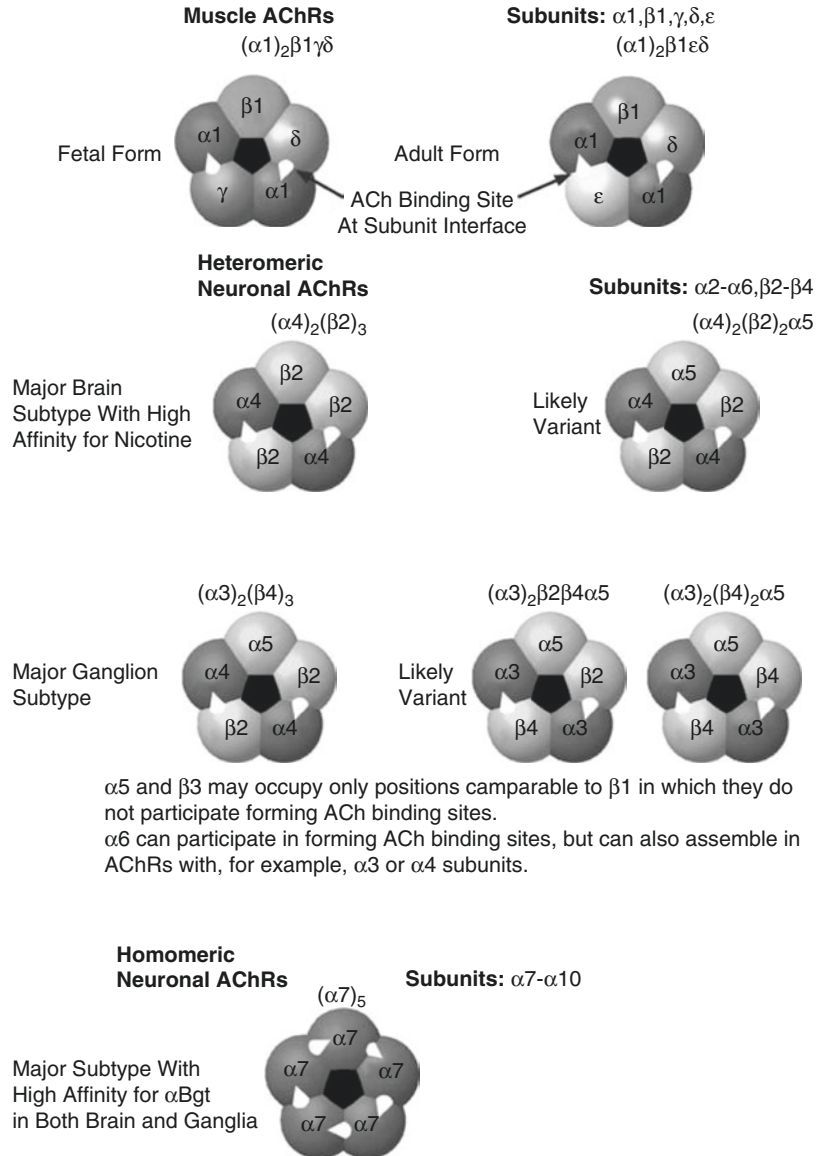 Muscle AChRs
Subunits: α1,β1,γ,δ,ε
(α1)₂β1γδ
(α1)₂β1εδ
β1
α1
δ
γ
α1
Fetal Form
β1
α1
δ
ε
α1
Adult Form
ACh Binding Site
At Subunit Interface
Heteromeric
Neuronal AChRs
Subunits: α2-α6,β2-β4
(α4)₂(β2)₃
(α4)₂(β2)₂α5
Major Brain
Subtype With High
Affinity for Nicotine
β2
α4
β2
β2
α4
Likely
Variant
α5
α4
β2
β2
α4
(α3)₂(β4)₃
(α3)₂β2β4α5
(α3)₂(β4)₂α5
Major Ganglion
Subtype
α5
α4
β2
β2
α4
Likely
Variant
α5
α3
β2
β4
α3
α5
α3
β4
β4
α3
α5 and β3 may occupy only positions camparable to β1 in which they do
not participate forming ACh binding sites.
α6 can participate in forming ACh binding sites, but can also assemble in
AChRs with, for example, α3 or α4 subunits.
Homomeric
Neuronal AChRs
Subunits: α7-α10
(α7)₅
Major Subtype With
High Affinity for αBgt
in Both Brain and Ganglia
α7
α7
α7
α7
α7